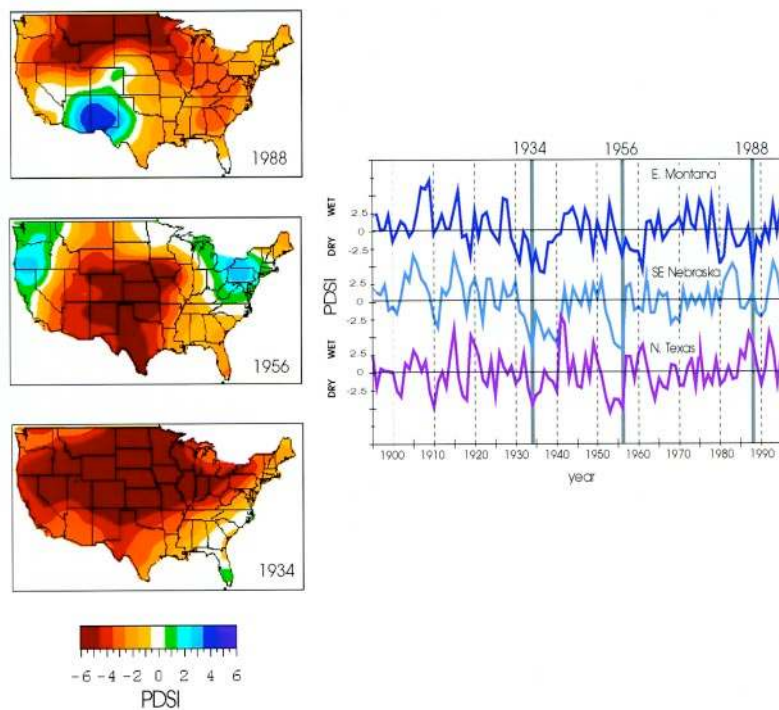 1988
1956
1934
-6 -4 -2 0 2 4 6
PDSI
1934 1956 1988
E. Montana
SE Nebraska
N. Texas
PDSI
WET
DRY
2.5
0
-2.5
2.5
0
-2.5
WET
DRY
2.5
0
-2.5
1900 1910 1920 1930 1940 1950 1960 1970 1980 1990
year